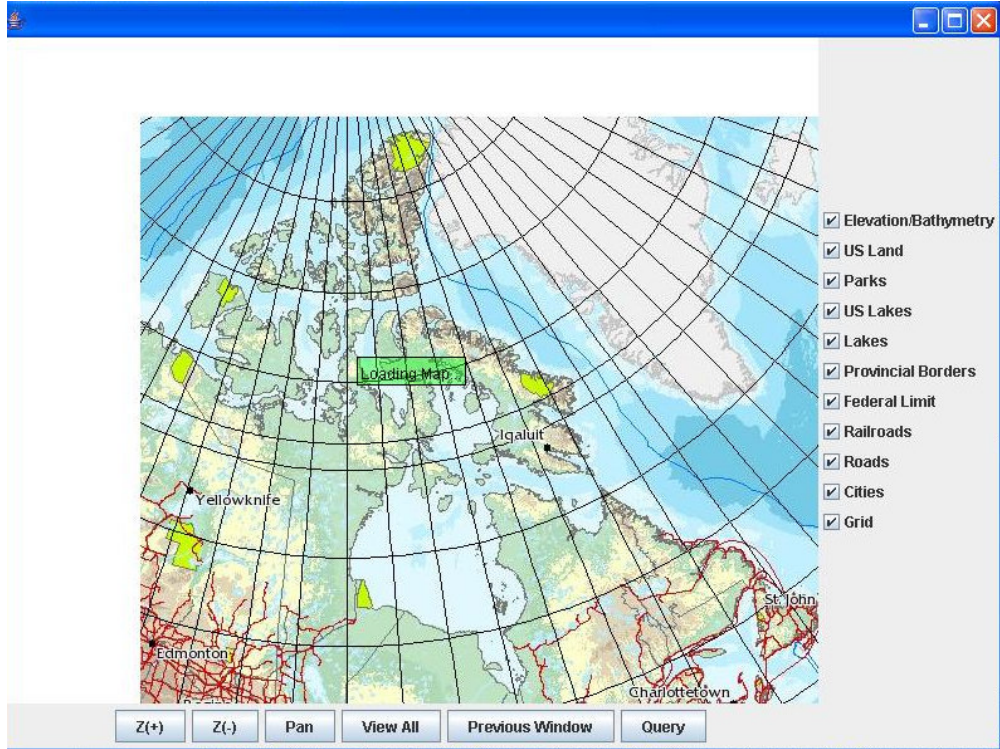 Elevation/Bathymetry
US Land
Parks
US Lakes
Lakes
Provincial Borders
Federal Limit
Railroads
Roads
Cities
Grid
Loading Map
Iqaluit
Yellowknife
St. John
Edmonton
Charlottetown
Z(+) Z(-) Pan View All Previous Window Query